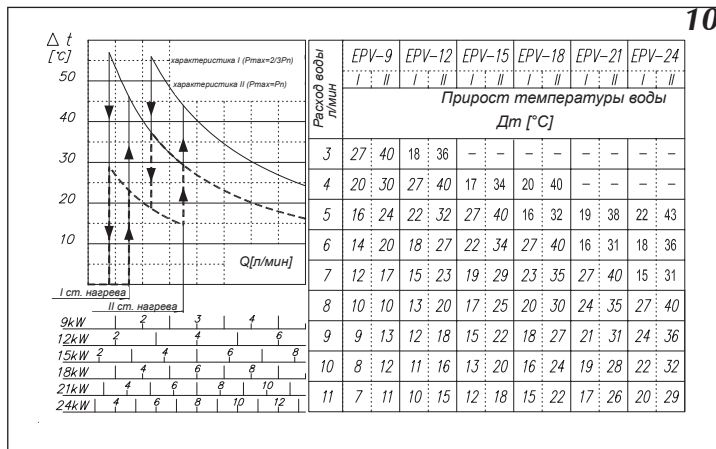 10
Δ t
[°c]
характеристика I (Pmax=2/3Pn)
характеристика II (Pmax=Pn)
50
40
30
20
10
Q[л/мин]
I ст. нагрева
II ст. нагрева
9kW 2 3 4
12kW 2 4 6
15kW 2 4 6 8
18kW 4 6 8
21kW 4 6 8 10
24kW 4 6 8 10 12
Расход воды л/мин EPV-9 EPV-12 EPV-15 EPV-18 EPV-21 EPV-24
I II I II I II I II I II I II
Прирост температуры воды
Dm [°C]
3 27 40 18 36 - - - - - - - -
4 20 30 27 40 17 34 20 40 - - - -
5 16 24 22 32 27 40 16 32 19 38 22 43
6 14 20 18 27 22 34 27 40 16 31 18 36
7 12 17 15 23 19 29 23 35 27 40 15 31
8 10 10 13 20 17 25 20 30 24 35 27 40
9 9 13 12 18 15 22 18 27 21 31 24 36
10 8 12 11 16 13 20 16 24 19 28 22 32
11 7 11 10 15 12 18 15 22 17 26 20 29